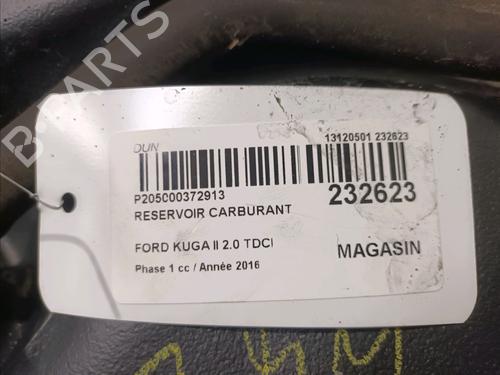 B-PARTS
DUN
13120501 232623
P205C00372913
232623
RESERVOIR CARBURANT
FORD KUGA II 2.0 TDCI
MAGASIN
Phase 1 cc / Année 2016